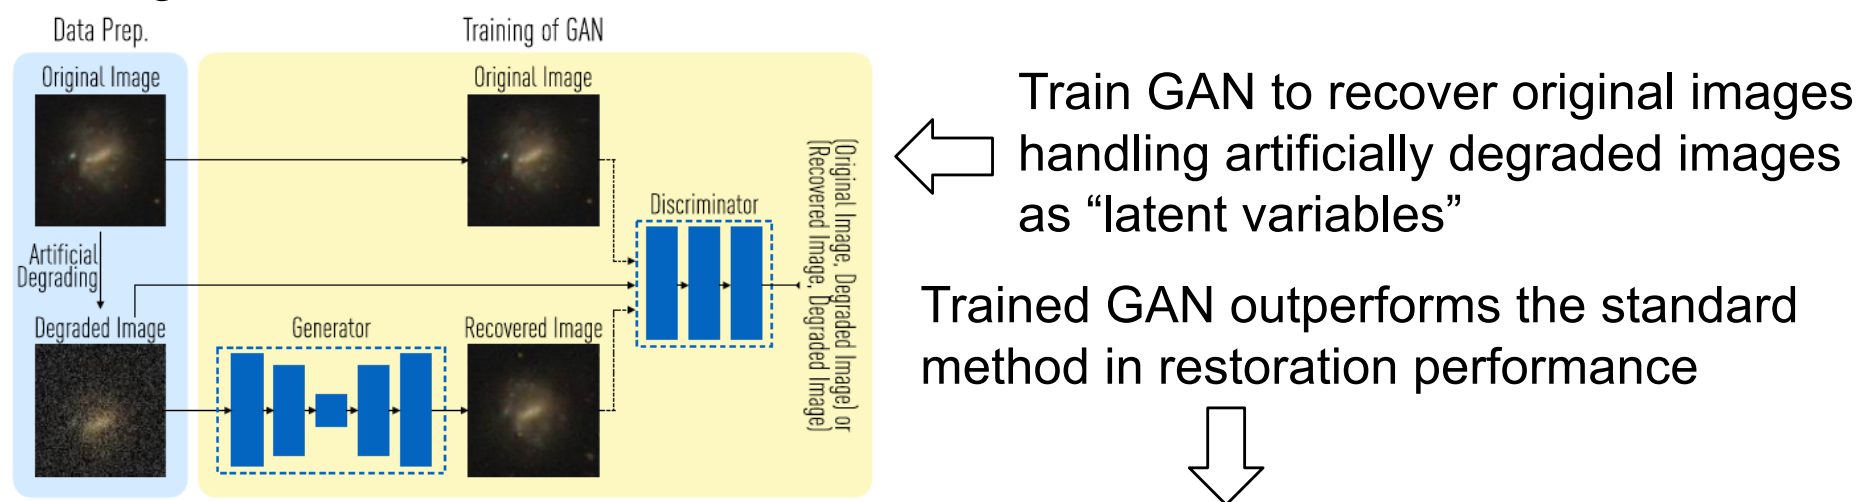 Data Prep.
Training of GAN
Original Image
Original Image
Artificial
Degrading
Degraded Image
Generator
Recovered Image
Discriminator
(Original Image, Degraded Image) or
(Recovered Image, Degraded Image)
Train GAN to recover original images
handling artificially degraded images
as “latent variables”
Trained GAN outperforms the standard
method in restoration performance